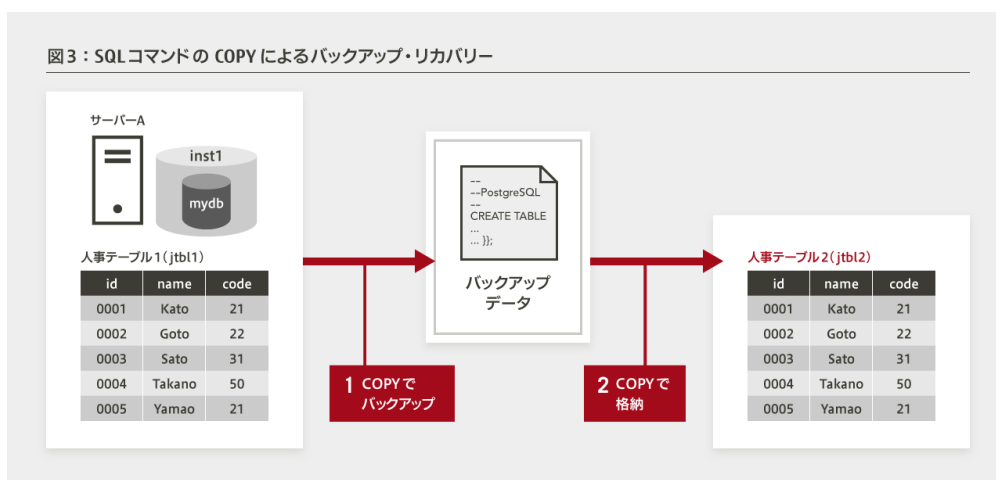 図3：SQLコマンドの COPYによるバックアップ・リカバリー
サーバーA
inst1
mydb
人事テーブル1（jtbl1）
id name code
0001 Kato 21
0002 Goto 22
0003 Sato 31
0004 Takano 50
0005 Yamao 21
--
--PostgreSQL
--
CREATE TABLE
...
... }};
バックアップ
データ
1 COPYで
バックアップ
2 COPYで
格納
人事テーブル2（jtbl2）
id name code
0001 Kato 21
0002 Goto 22
0003 Sato 31
0004 Takano 50
0005 Yamao 21